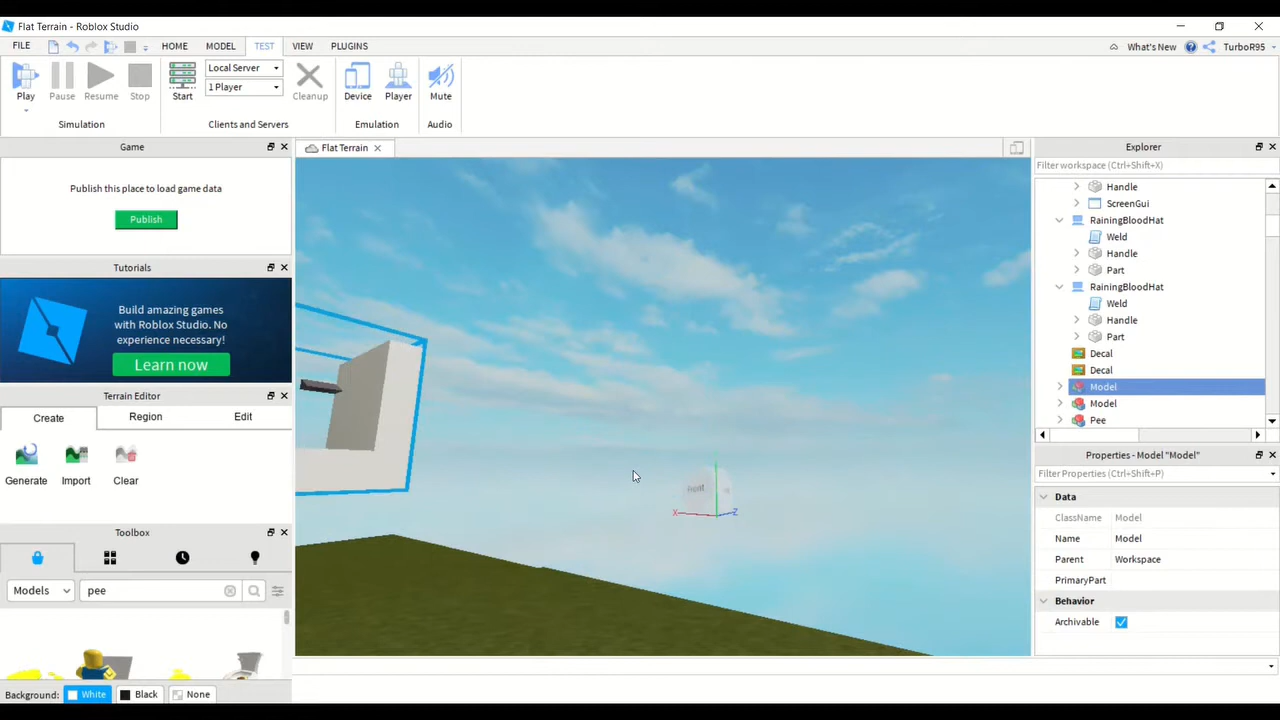 Flat Terrain - Roblox Studio
FILE HOME MODEL TEST VIEW PLUGINS What's New TurboR95
Play Pause Resume Stop
Simulation
Start Local Server 1 Player Cleanup
Clients and Servers
Device Player
Emulation
Mute
Audio
Game
Publish this place to load game data
Publish
Tutorials
Build amazing games
with Roblox Studio. No
experience necessary!
Learn now
Terrain Editor
Create Region Edit
Generate Import Clear
Toolbox
Models pee
Background: White Black None
Flat Terrain
Front
X Z
Explorer
Filter workspace (Ctrl+Shift+X)
Handle
ScreenGui
RainingBloodHat
Weld
Handle
Part
RainingBloodHat
Weld
Handle
Part
Decal
Decal
Model
Model
Pee
Properties - Model "Model"
Filter Properties (Ctrl+Shift+P)
Data
ClassName Model
Name Model
Parent Workspace
PrimaryPart
Behavior
Archivable